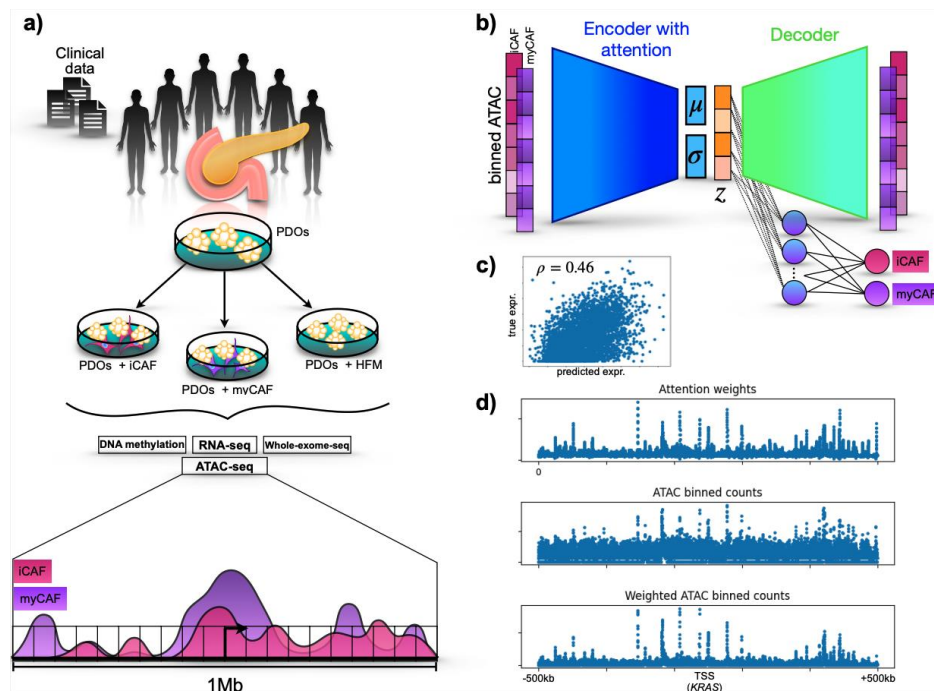 a)
Clinical
data
PDOs
PDOs + iCAF
PDOs + myCAF
PDOs + HFM
DNA methylation
RNA-seq
Whole-exome-seq
ATAC-seq
iCAF
myCAF
1Mb
b)
iCAF
myCAF
binned ATAC
Encoder with
attention
Decoder
μ
σ
z
iCAF
myCAF
c)
ρ = 0.46
true expr.
predicted expr.
d)
Attention weights
0
ATAC binned counts
Weighted ATAC binned counts
-500kb
TSS
(KRAS)
+500kb